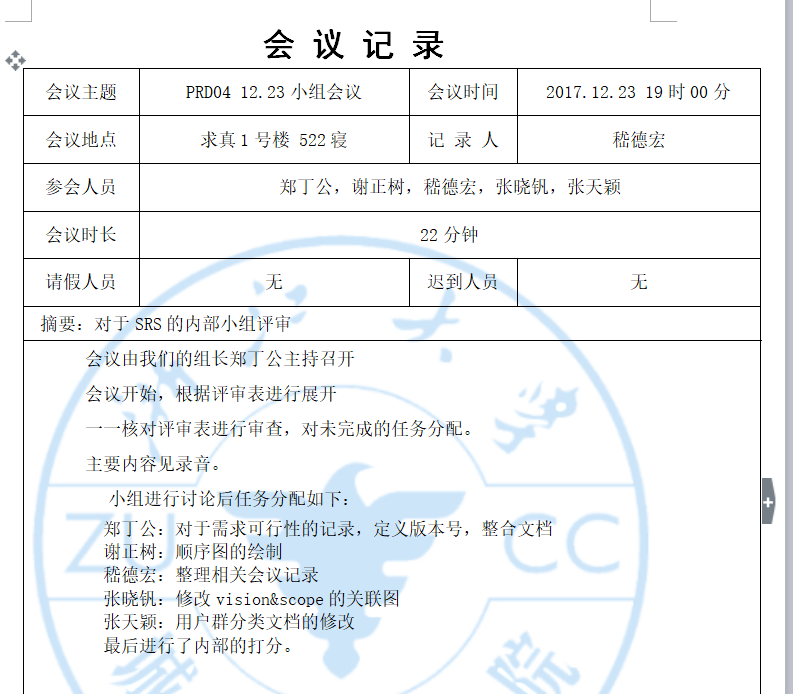 会 议 记 录
会议主题 PRD04 12.23 小组会议 会议时间 2017.12.23 19 时 00 分
会议地点 求真 1 号楼 522 寝 记 录 人 嵇德宏
参会人员 郑丁公，谢正树，嵇德宏，张晓钒，张天颖
会议时长 22 分钟
请假人员 无 迟到人员 无
摘要：对于 SRS 的内部小组评审
会议由我们的组长郑丁公主持召开
会议开始，根据评审表进行展开
一一核对评审表进行审查，对未完成的任务分配。
主要内容见录音。
小组进行讨论后任务分配如下：
郑丁公：对于需求可行性的记录，定义版本号，整合文档
谢正树：顺序图的绘制
嵇德宏：整理相关会议记录
张晓钒：修改 vision&scope 的关联图
张天颖：用户群分类文档的修改
最后进行了内部的打分。
浙 大 学
ZU CC
城 院